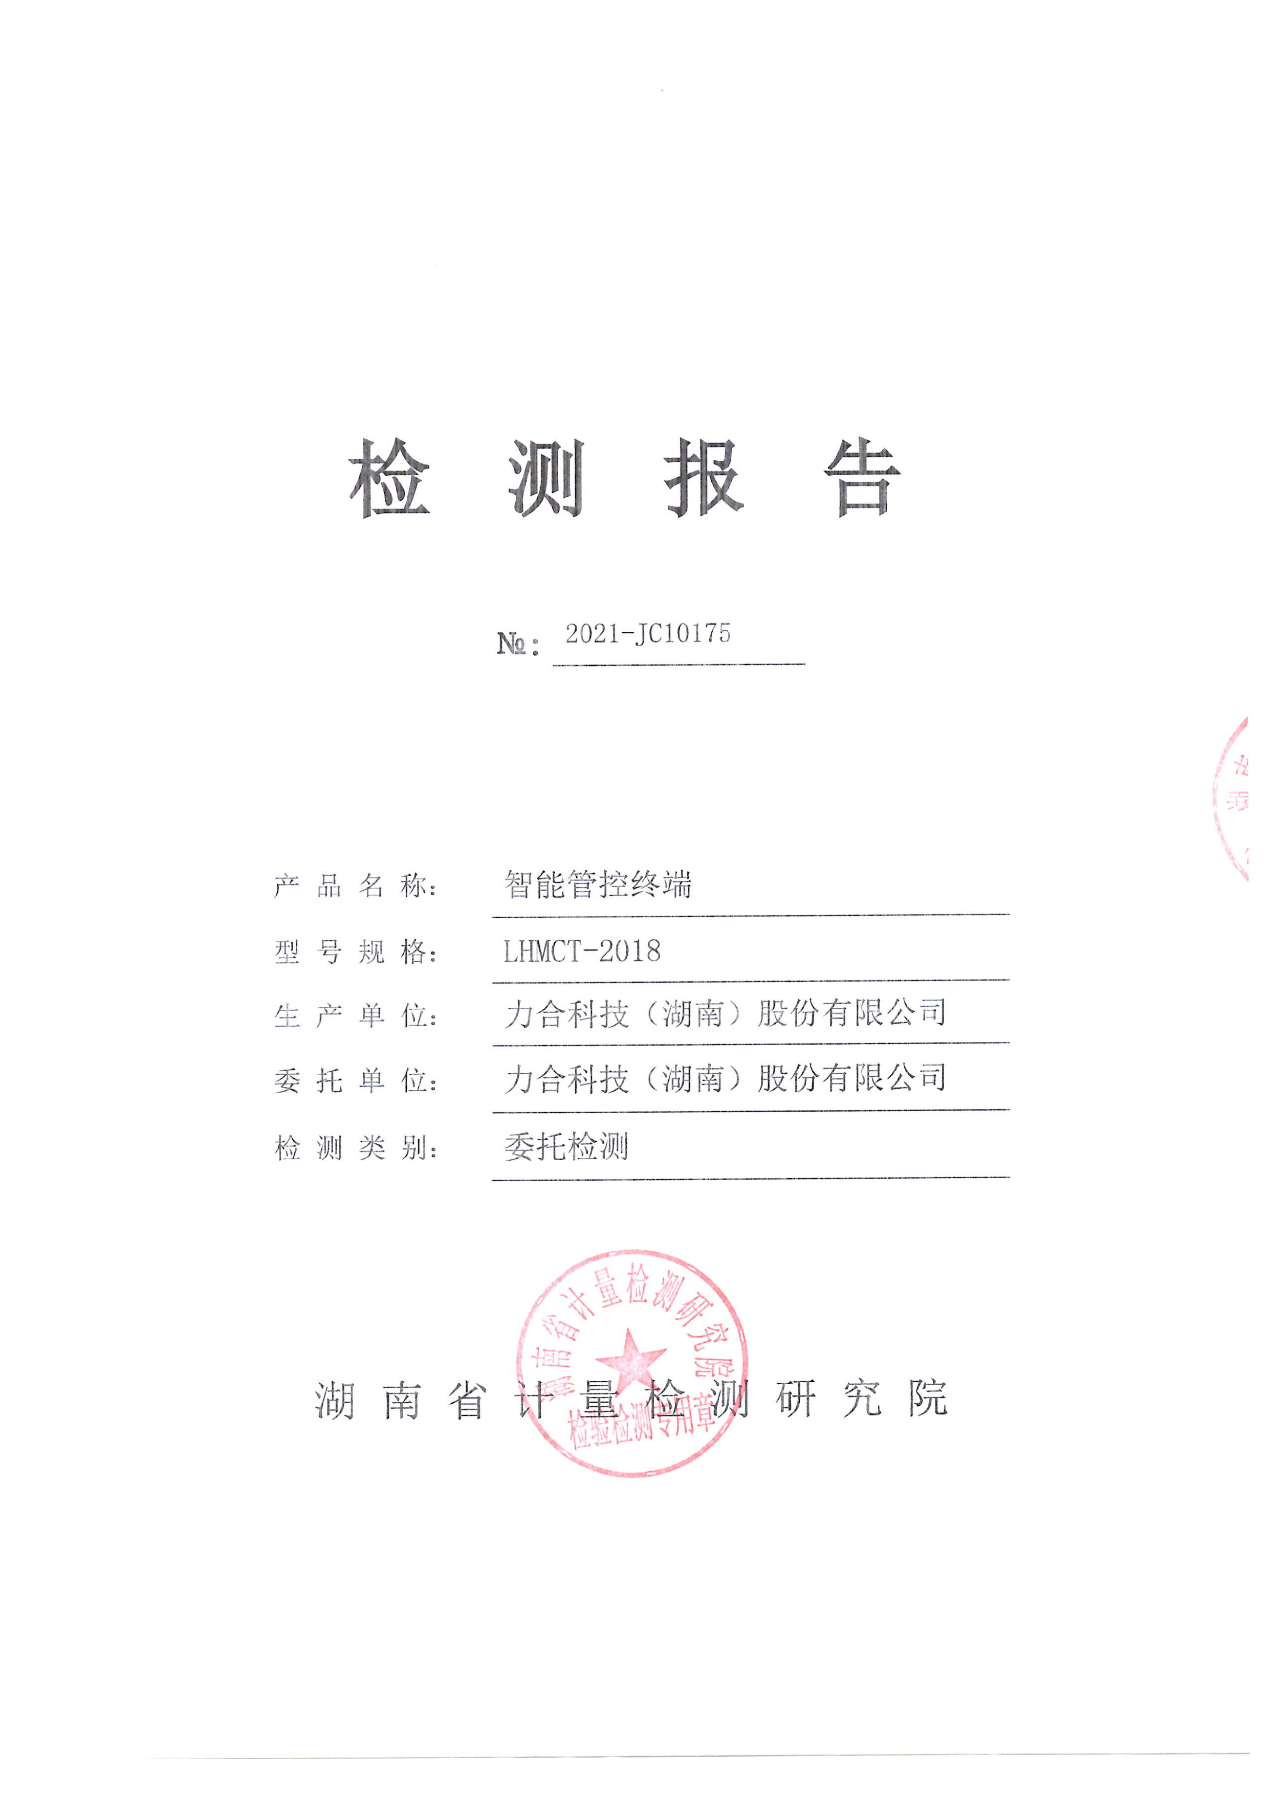 检测报告
№: 2021-JC10175
产品名称: 智能管控终端
型号规格: LHMCT-2018
生产单位: 力合科技（湖南）股份有限公司
委托单位: 力合科技（湖南）股份有限公司
检测类别: 委托检测
湖南省计量检测研究院
湖南省计量检测研究院
检验检测专用章